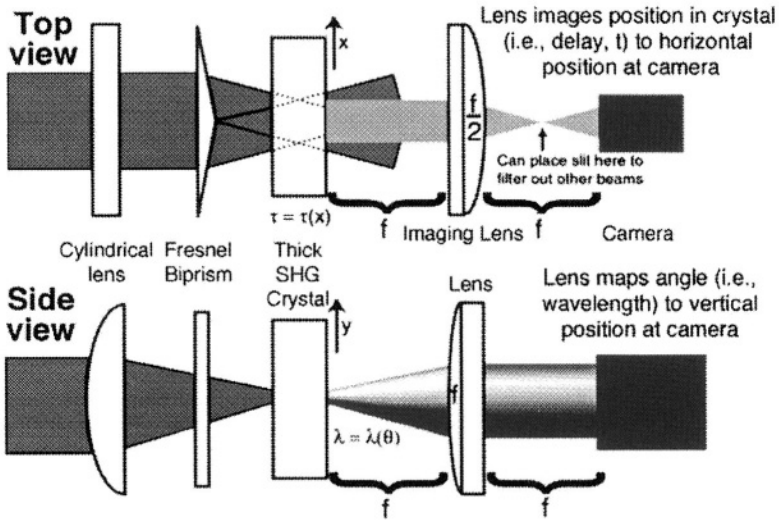 Top
view
Lens images position in crystal
(i.e., delay, t) to horizontal
position at camera
x
f
2
Can place slit here to
filter out other beams
τ = τ(x)
f
Imaging Lens
f
Camera
Cylindrical
lens
Fresnel
Biprism
Thick
SHG
Crystal
Lens
Lens maps angle (i.e.,
wavelength) to vertical
position at camera
Side
view
y
f
λ = λ(θ)
f
f